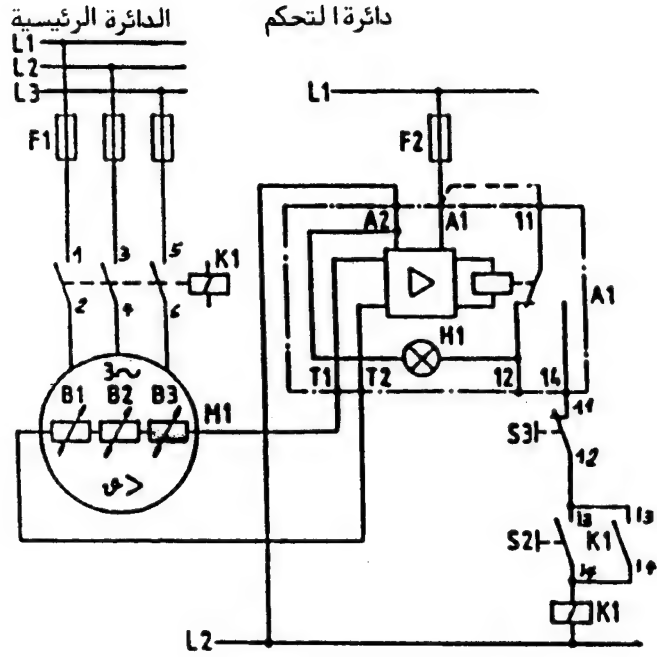 الدائرة الرئيسية
دائرة التحكم
L1
L2
L3
L1
F1
F2
A2 A1 11
1 3 5
K1
2 4 6
A1
H1
3~
T1 T2 12 14
B1 B2 B3 M1
11
S3
12
ϑ<
13 13
S2 K1
14 14
K1
L2